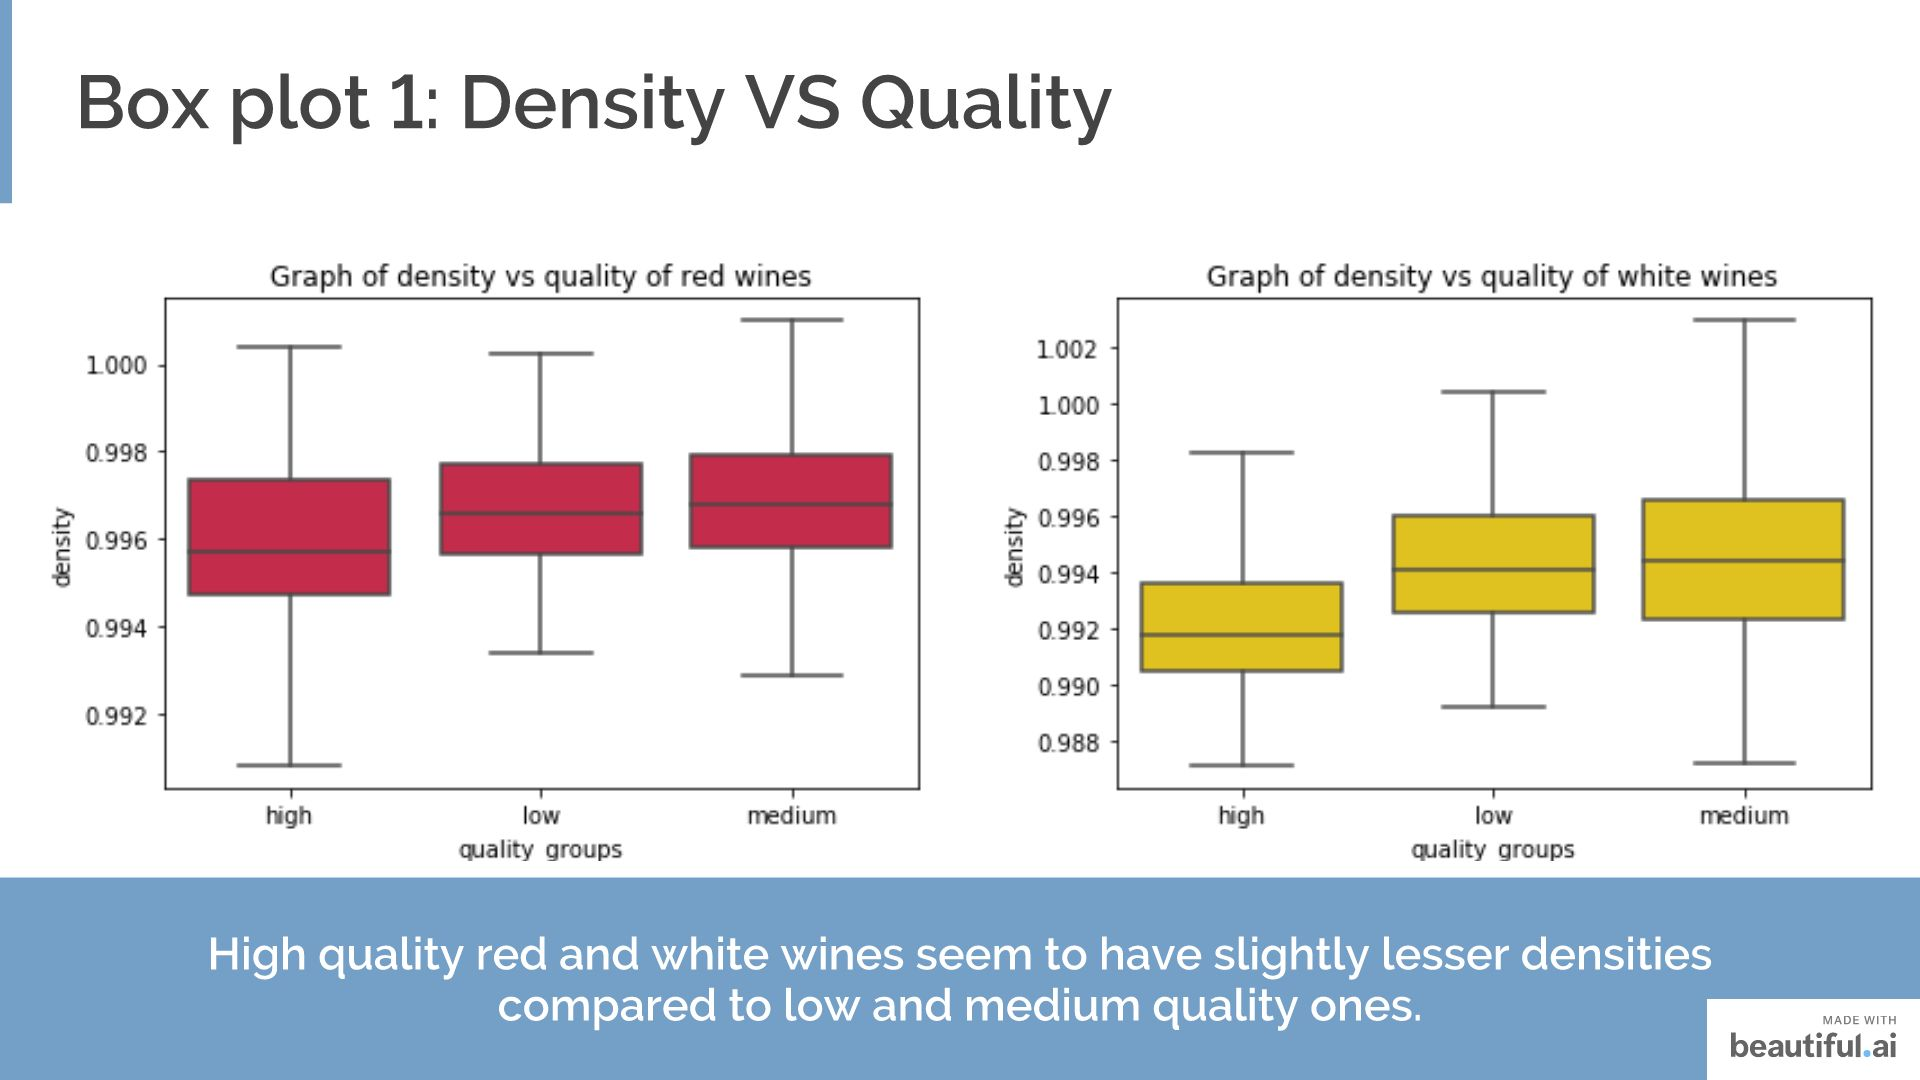 Box plot 1: Density VS Quality
Graph of density vs quality of red wines
1.000
0.998
0.996
0.994
0.992
density
high low medium
quality groups
Graph of density vs quality of white wines
1.002
1.000
0.998
0.996
0.994
0.992
0.990
0.988
density
high low medium
quality groups
High quality red and white wines seem to have slightly lesser densities
compared to low and medium quality ones.
MADE WITH
beautiful.ai